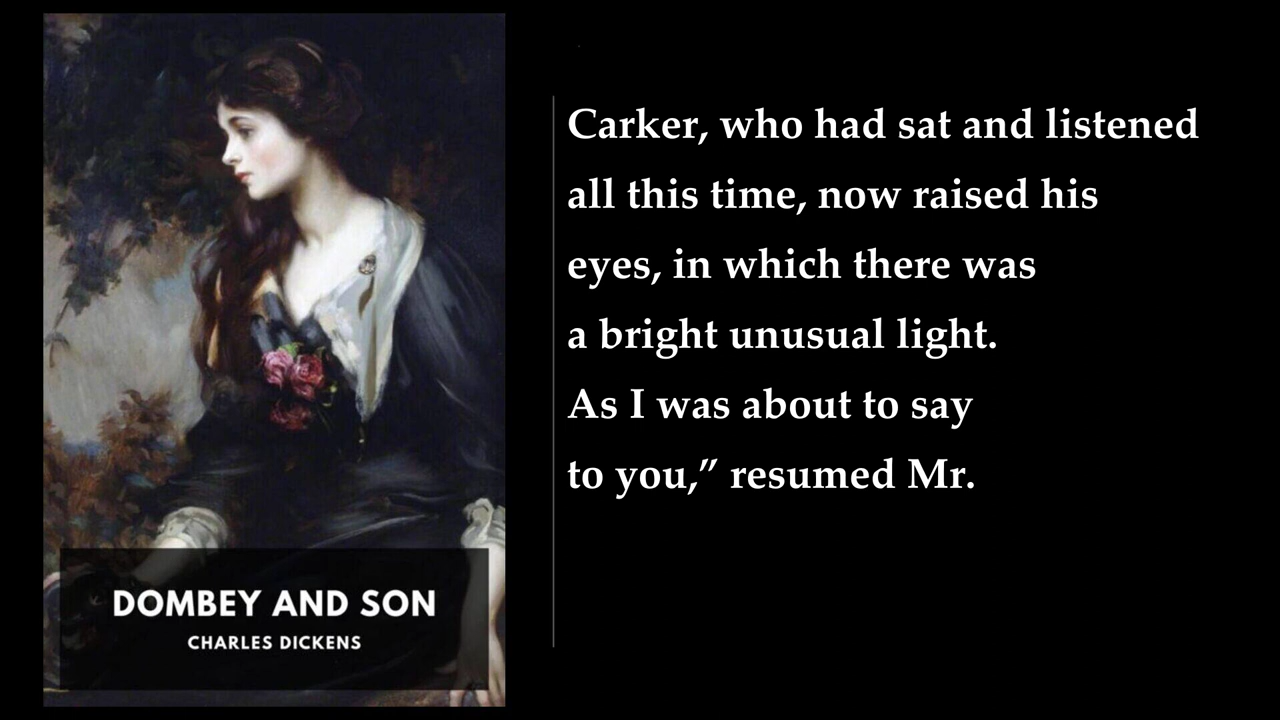 DOMBEY AND SON
CHARLES DICKENS
Carker, who had sat and listened
all this time, now raised his
eyes, in which there was
a bright unusual light.
As I was about to say
to you,” resumed Mr.